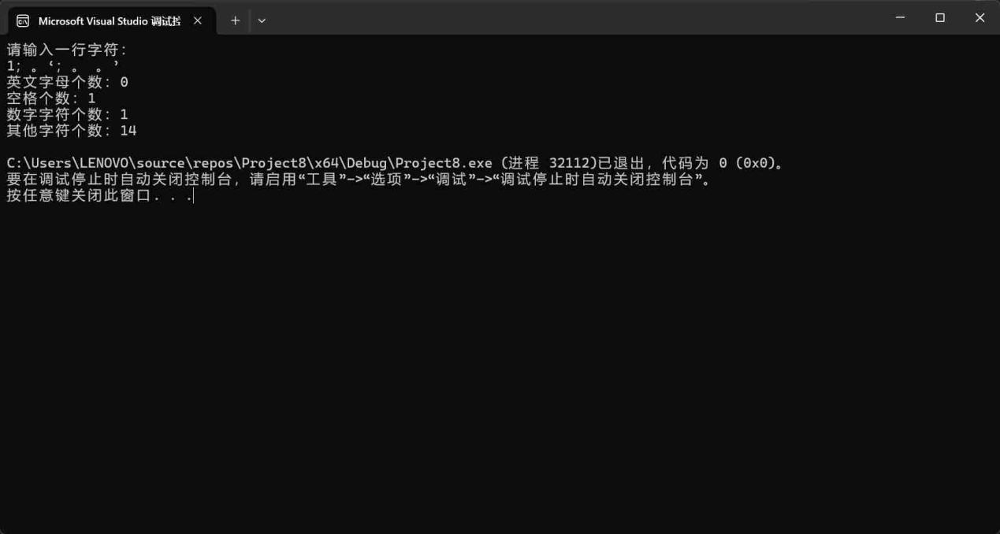 Microsoft Visual Studio 调试控
请输入一行字符：
1；。‘；。 。’
英文字母个数：0
空格个数：1
数字字符个数：1
其他字符个数：14
C:\Users\LENOVO\source\repos\Project8\x64\Debug\Project8.exe (进程 32112)已退出，代码为 0 (0x0)。
要在调试停止时自动关闭控制台，请启用“工具”->“选项”->“调试”->“调试停止时自动关闭控制台”。
按任意键关闭此窗口. . .